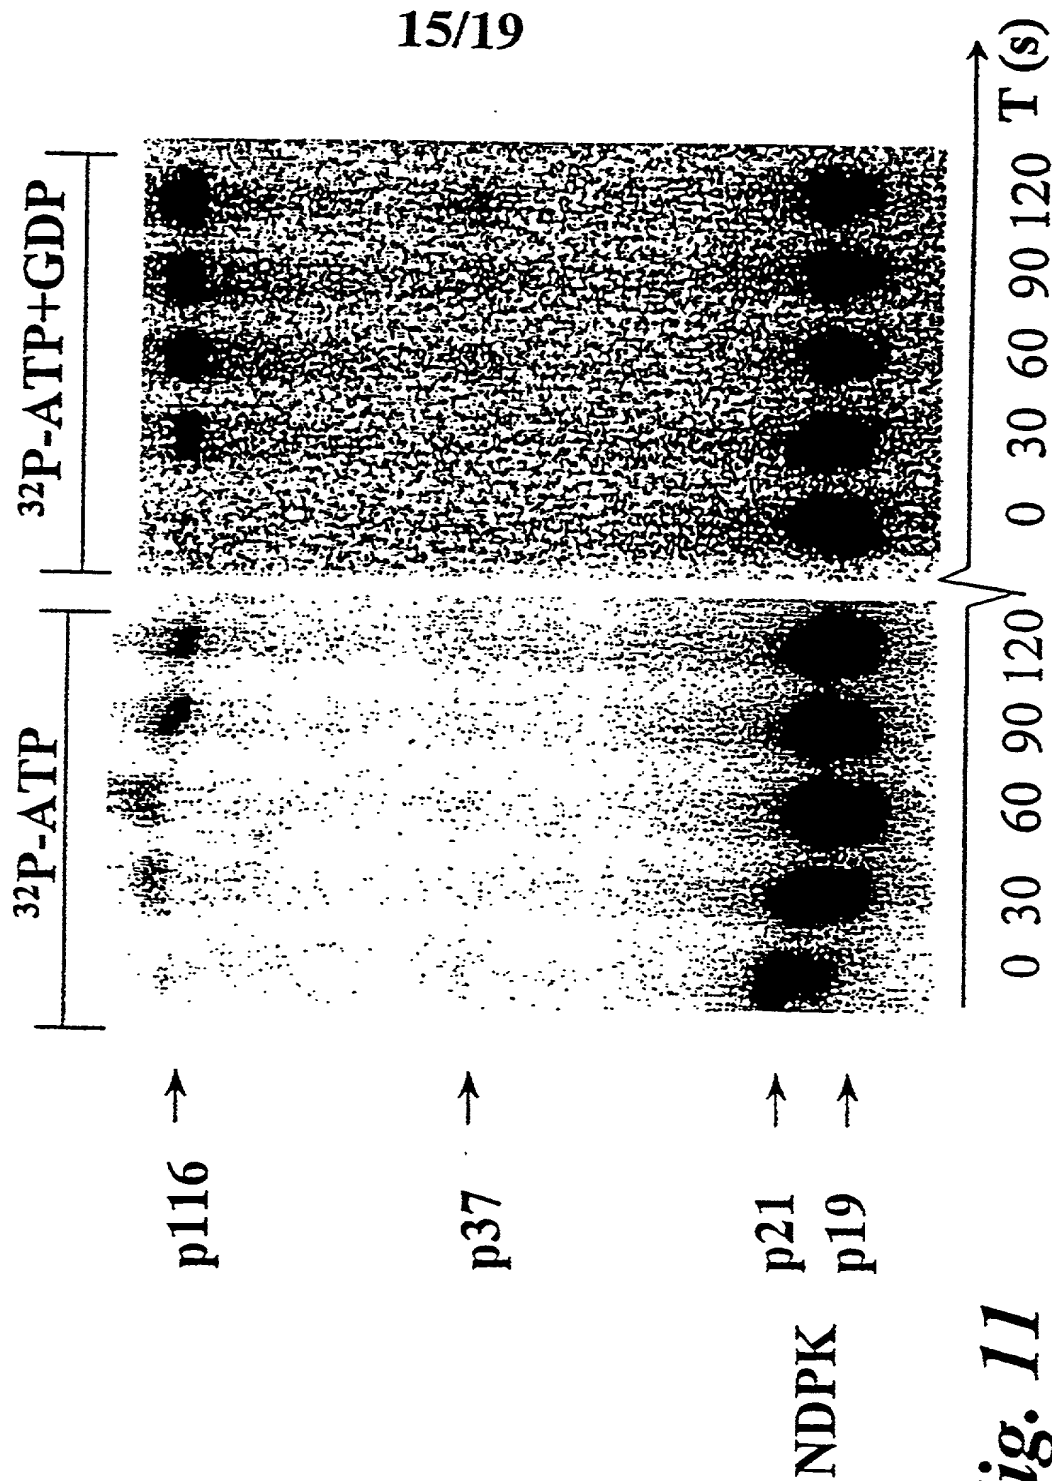 15/19
³²P-ATP ³²P-ATP+GDP
p116 →
p37 →
NDPK p21 →
p19 →
0 30 60 90 120 0 30 60 90 120 T (s)
ig. 11